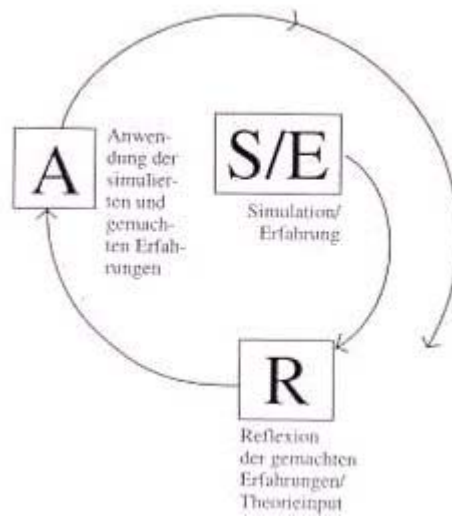 A
Anwen-
dung der
simulier-
ten und
gemach-
ten Erfah-
rungen
S/E
Simulation/
Erfahrung
R
Reflexion
der gemachten
Erfahrungen/
Theorieinput